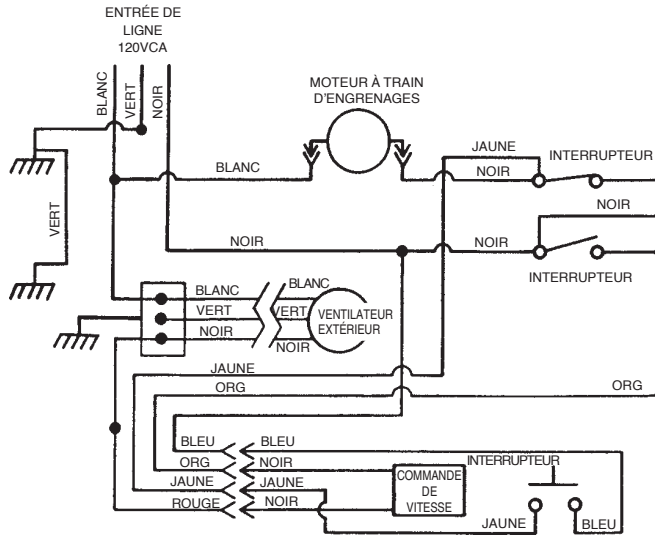 ENTRÉE DE
LIGNE
120VCA
BLANC
VERT
NOIR
MOTEUR À TRAIN
D'ENGRENAGES
JAUNE
INTERRUPTEUR
BLANC
NOIR
NOIR
VERT
NOIR
NOIR
INTERRUPTEUR
BLANC
BLANC
VERT
VERT
VENTILATEUR
EXTÉRIEUR
NOIR
NOIR
JAUNE
ORG
ORG
BLEU
BLEU
INTERRUPTEUR
ORG
NOIR
COMMANDE
DE
VITESSE
JAUNE
JAUNE
ROUGE
NOIR
JAUNE
BLEU